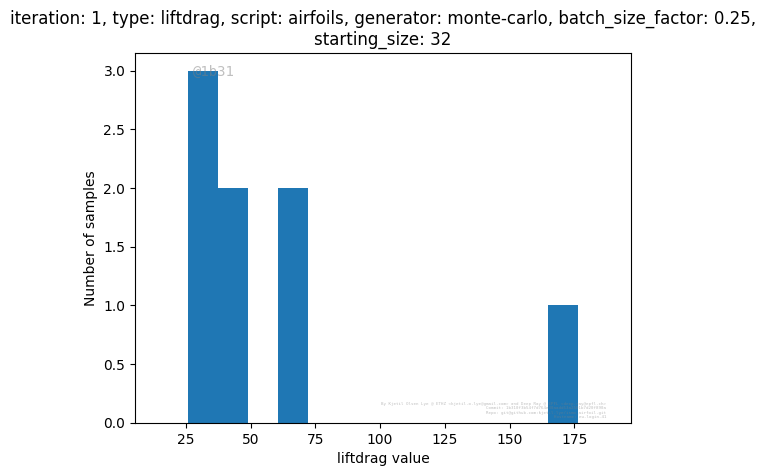 iteration: 1, type: liftdrag, script: airfoils, generator: monte-carlo, batch_size_factor: 0.25,
starting_size: 32
@1b31
3.0
2.5
2.0
1.5
1.0
0.5
0.0
Number of samples
25 50 75 100 125 150 175
liftdrag value